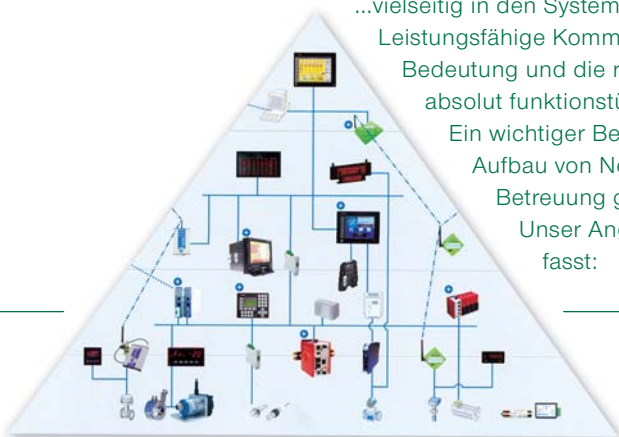 ...vielseitig in den System
Leistungsfähige Komm
Bedeutung und die r
absolut funktionstü
Ein wichtiger Be
Aufbau von Ne
Betreuung g
Unser Ang
fasst: